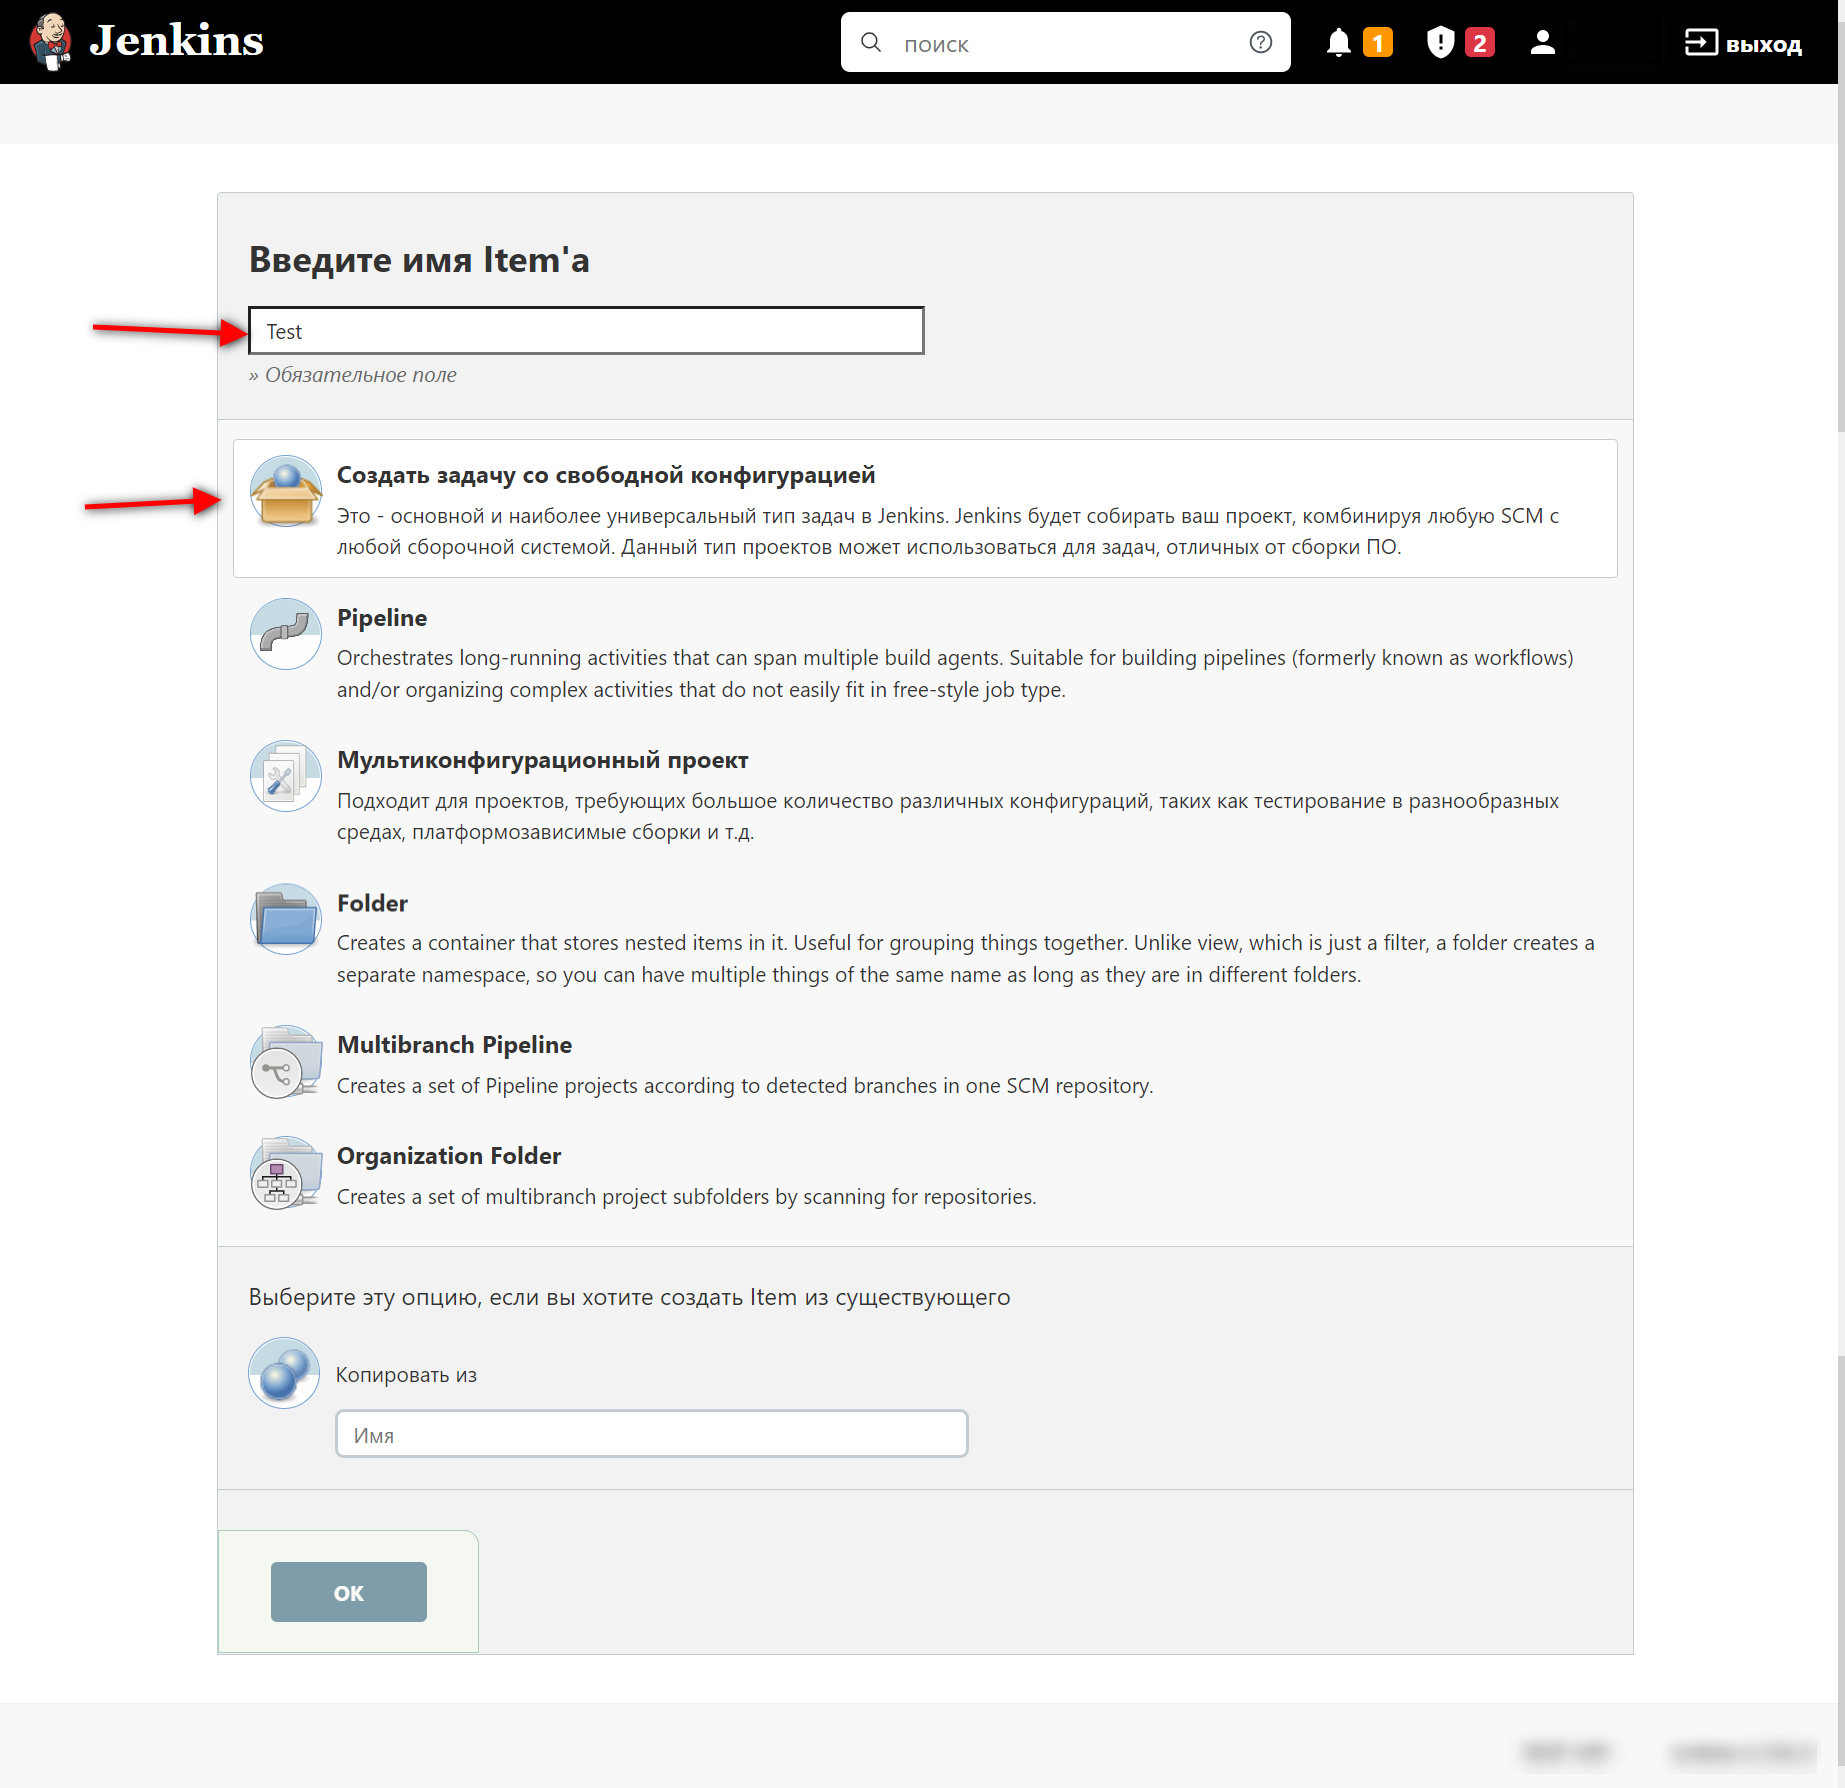 Jenkins
поиск
1
2
выход
Введите имя Item'а
Test
» Обязательное поле
Создать задачу со свободной конфигурацией
Это - основной и наиболее универсальный тип задач в Jenkins. Jenkins будет собирать ваш проект, комбинируя любую SCM с
любой сборочной системой. Данный тип проектов может использоваться для задач, отличных от сборки ПО.
Pipeline
Orchestrates long-running activities that can span multiple build agents. Suitable for building pipelines (formerly known as workflows)
and/or organizing complex activities that do not easily fit in free-style job type.
Мультиконфигурационный проект
Подходит для проектов, требующих большое количество различных конфигураций, таких как тестирование в разнообразных
средах, платформозависимые сборки и т.д.
Folder
Creates a container that stores nested items in it. Useful for grouping things together. Unlike view, which is just a filter, a folder creates a
separate namespace, so you can have multiple things of the same name as long as they are in different folders.
Multibranch Pipeline
Creates a set of Pipeline projects according to detected branches in one SCM repository.
Organization Folder
Creates a set of multibranch project subfolders by scanning for repositories.
Выберите эту опцию, если вы хотите создать Item из существующего
Копировать из
Имя
OK